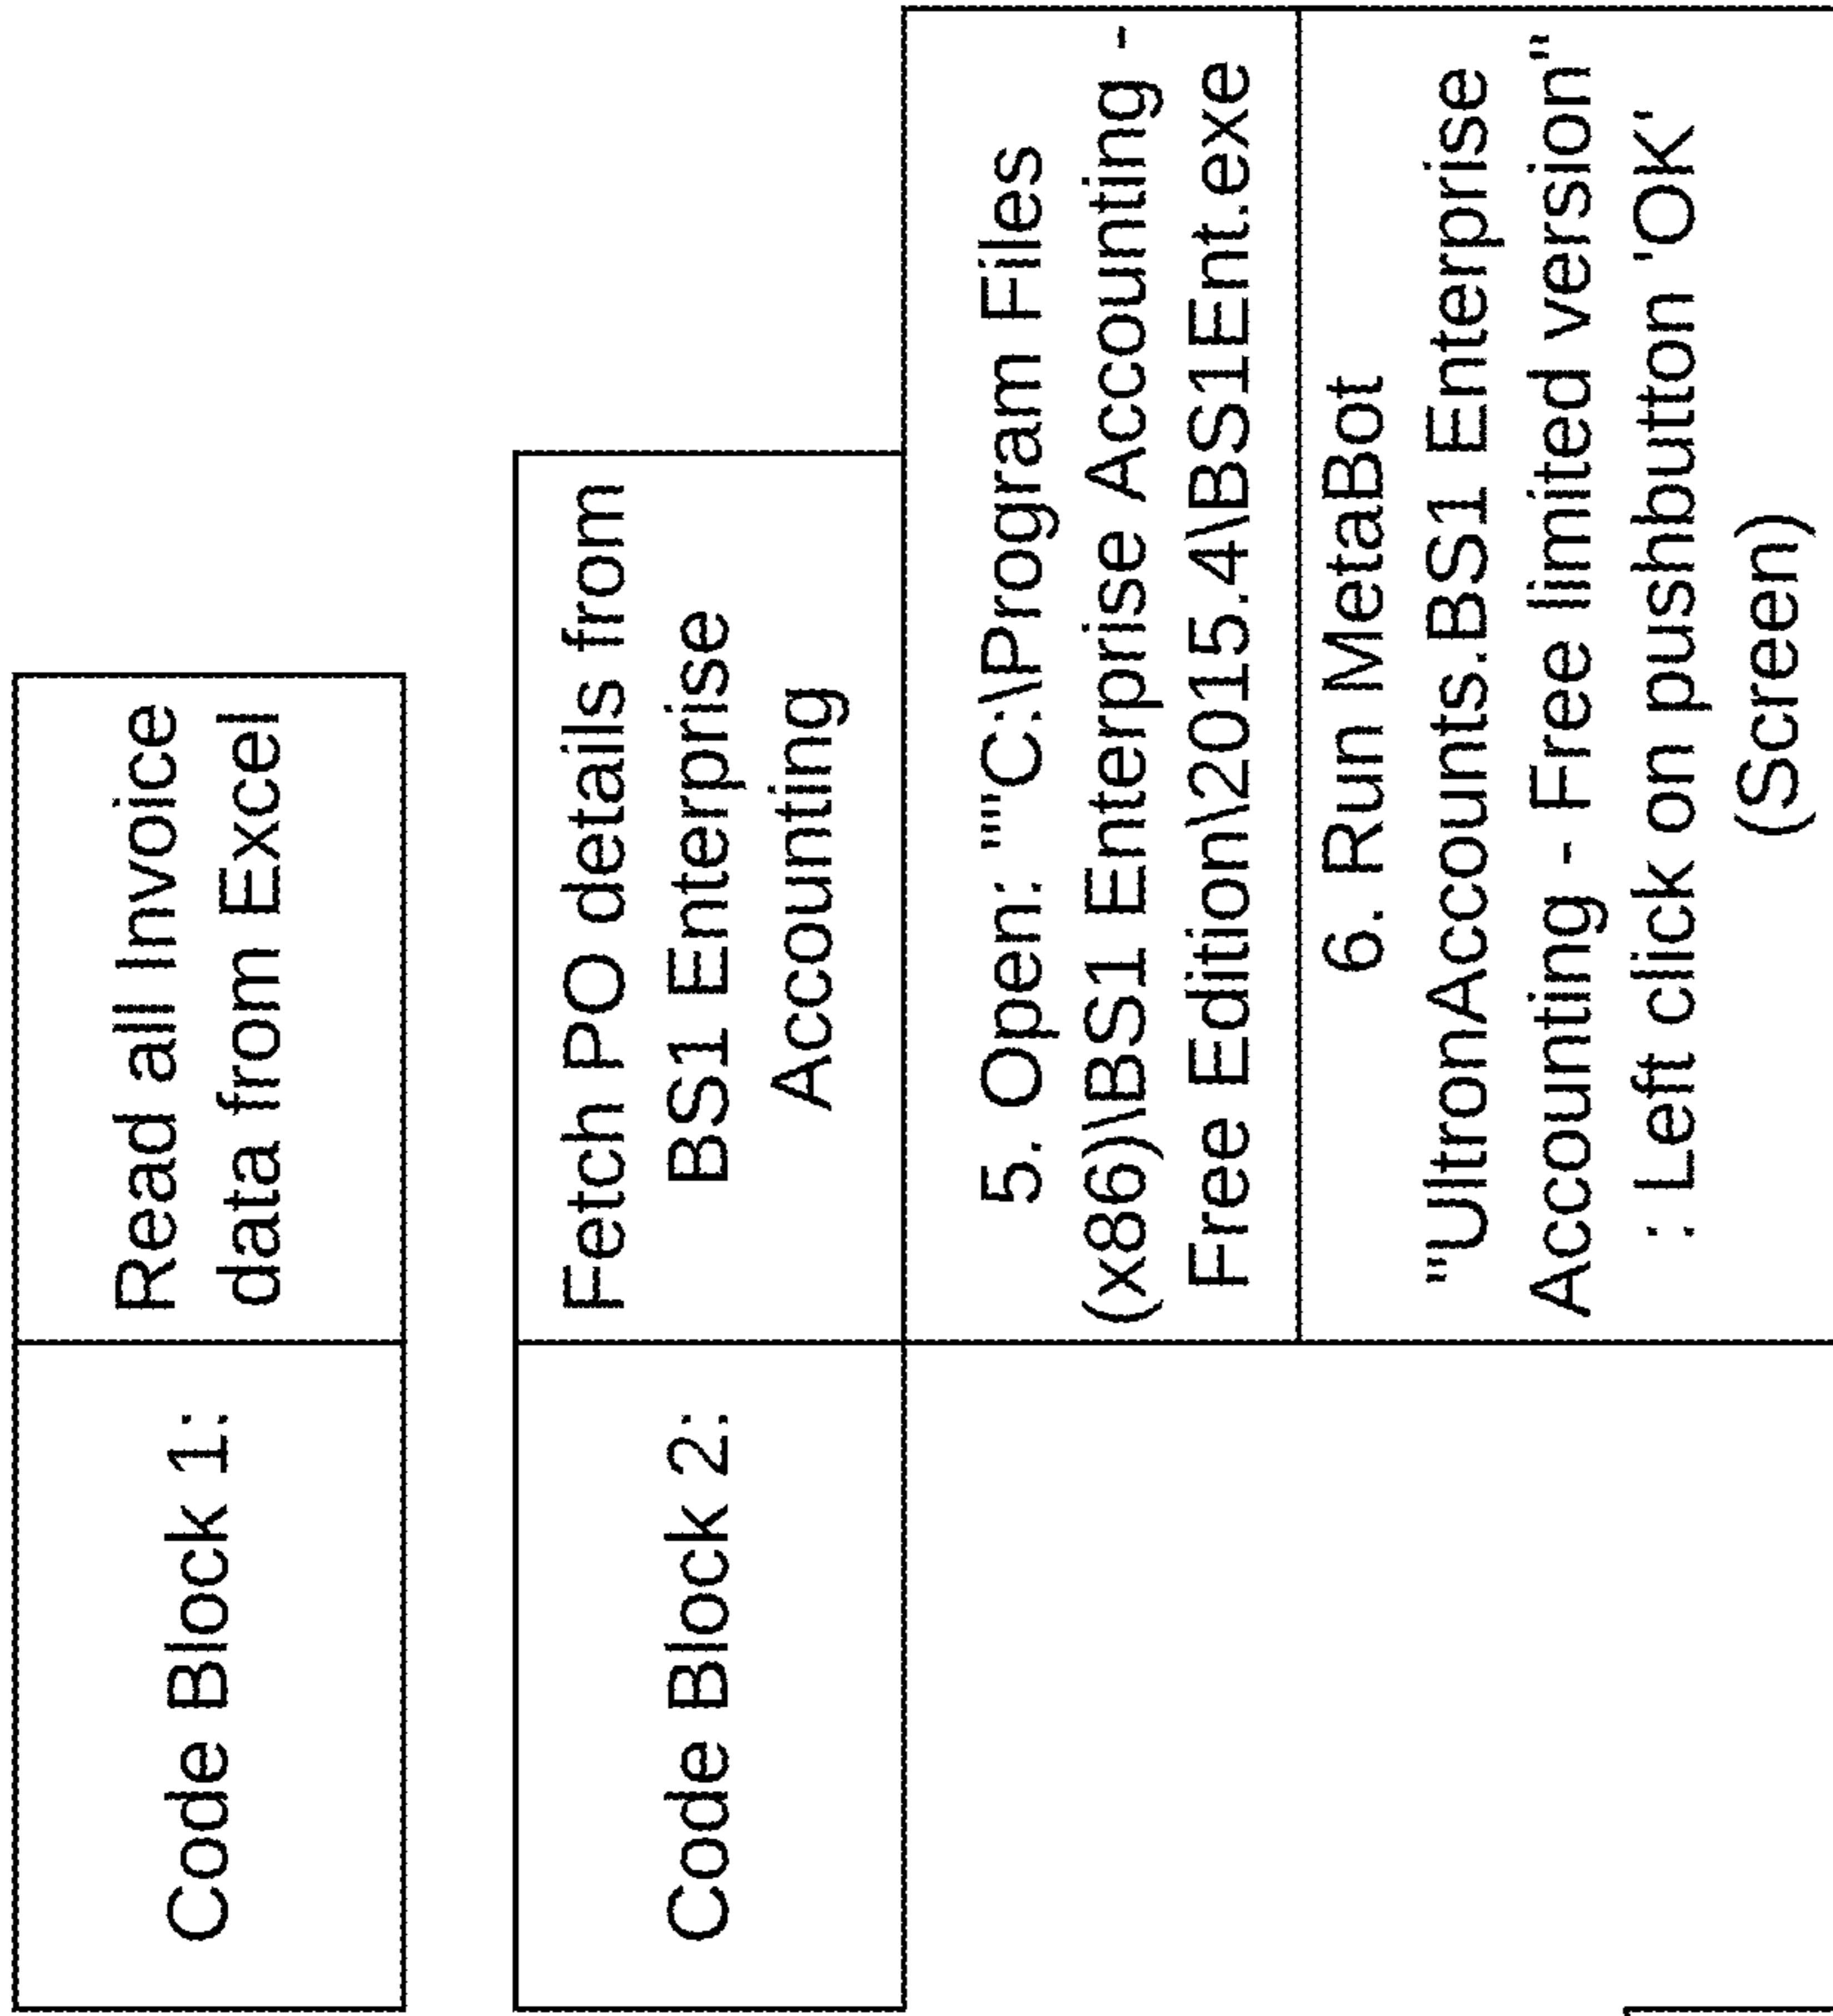 Code Block 1:
Read all Invoice
data from Excel
Code Block 2:
Fetch PO details from
BS1 Enterprise
Accounting
5. Open: ""C:\Program Files
(x86)\BS1 Enterprise Accounting -
Free Edition\2015.4\BS1Ent.exe
6. Run MetaBot
"UltronAccounts.BS1 Enterprise
Accounting - Free limited version"
: Left click on pushbutton 'OK'
(Screen)